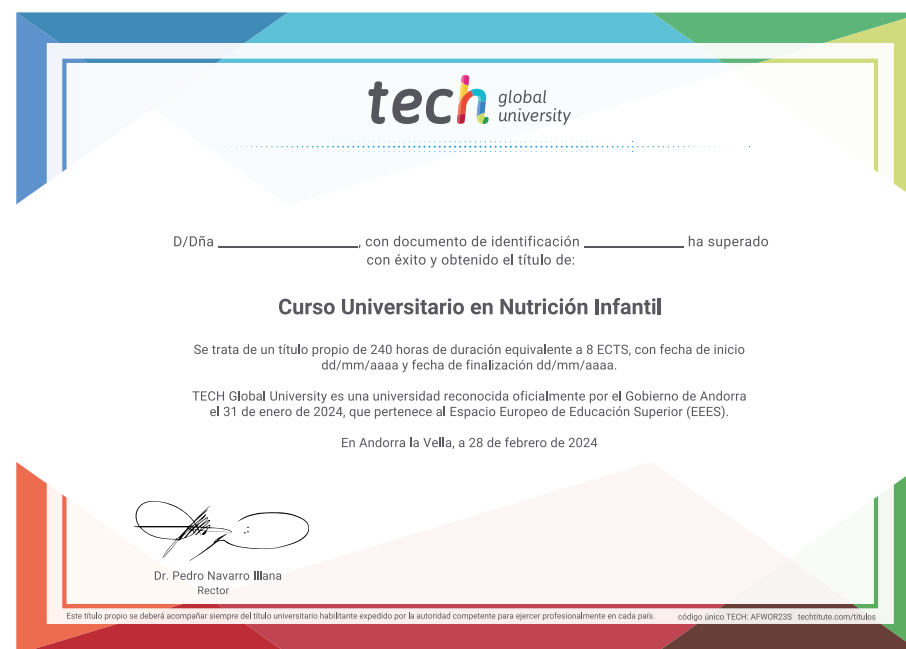 tech global university
D/Dña ____________________, con documento de identificación ______________ ha superado
con éxito y obtenido el título de:
Curso Universitario en Nutrición Infantil
Se trata de un título propio de 240 horas de duración equivalente a 8 ECTS, con fecha de inicio
dd/mm/aaaa y fecha de finalización dd/mm/aaaa.
TECH Global University es una universidad reconocida oficialmente por el Gobierno de Andorra
el 31 de enero de 2024, que pertenece al Espacio Europeo de Educación Superior (EEES).
En Andorra la Vella, a 28 de febrero de 2024
Dr. Pedro Navarro Illana
Rector
Este título propio se deberá acompañar siempre del título universitario habilitante expedido por la autoridad competente para ejercer profesionalmente en cada país. código único TECH: AFWOR23S techtitute.com/titulos